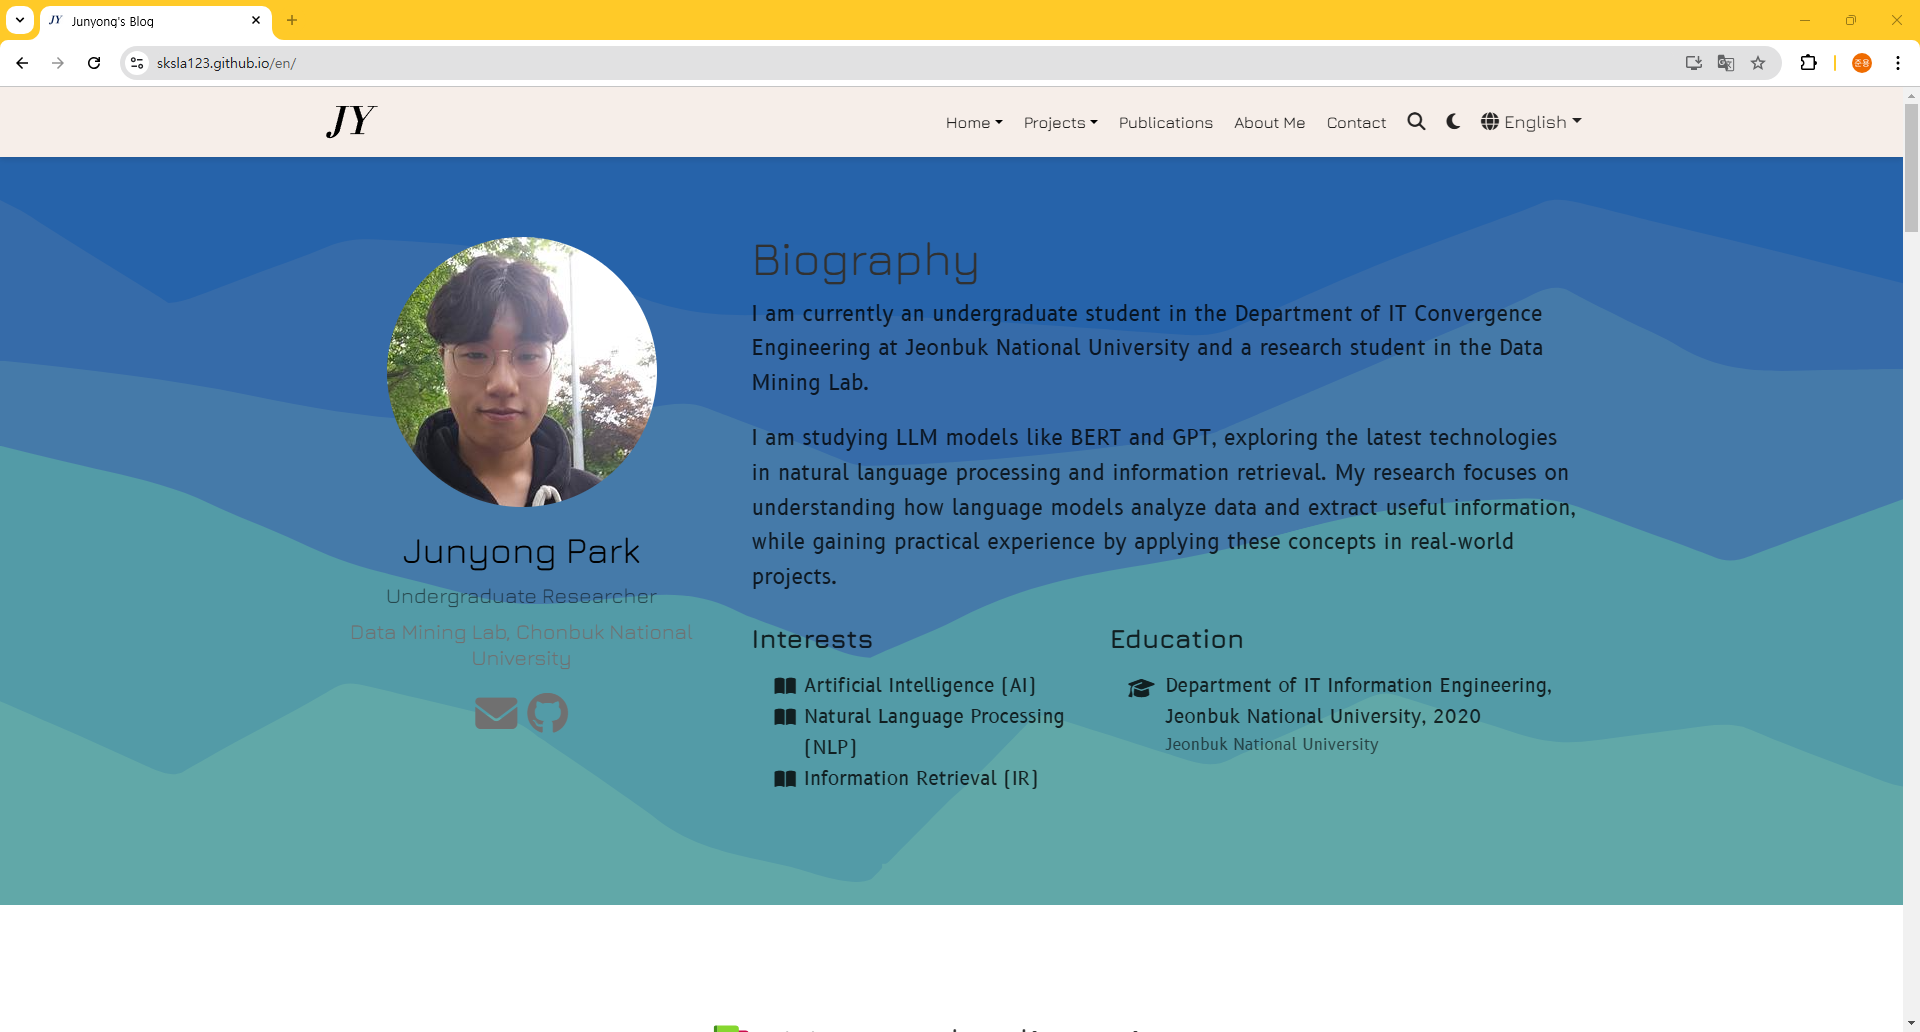 Junyong's Blog
sksla123.github.io/en/
준용
JY
Home
Projects
Publications
About Me
Contact
English
Biography
I am currently an undergraduate student in the Department of IT Convergence
Engineering at Jeonbuk National University and a research student in the Data
Mining Lab.
I am studying LLM models like BERT and GPT, exploring the latest technologies
in natural language processing and information retrieval. My research focuses on
understanding how language models analyze data and extract useful information,
while gaining practical experience by applying these concepts in real-world
projects.
Junyong Park
Undergraduate Researcher
Data Mining Lab, Chonbuk National
University
Interests
Artificial Intelligence (AI)
Natural Language Processing
(NLP)
Information Retrieval (IR)
Education
Department of IT Information Engineering,
Jeonbuk National University, 2020
Jeonbuk National University